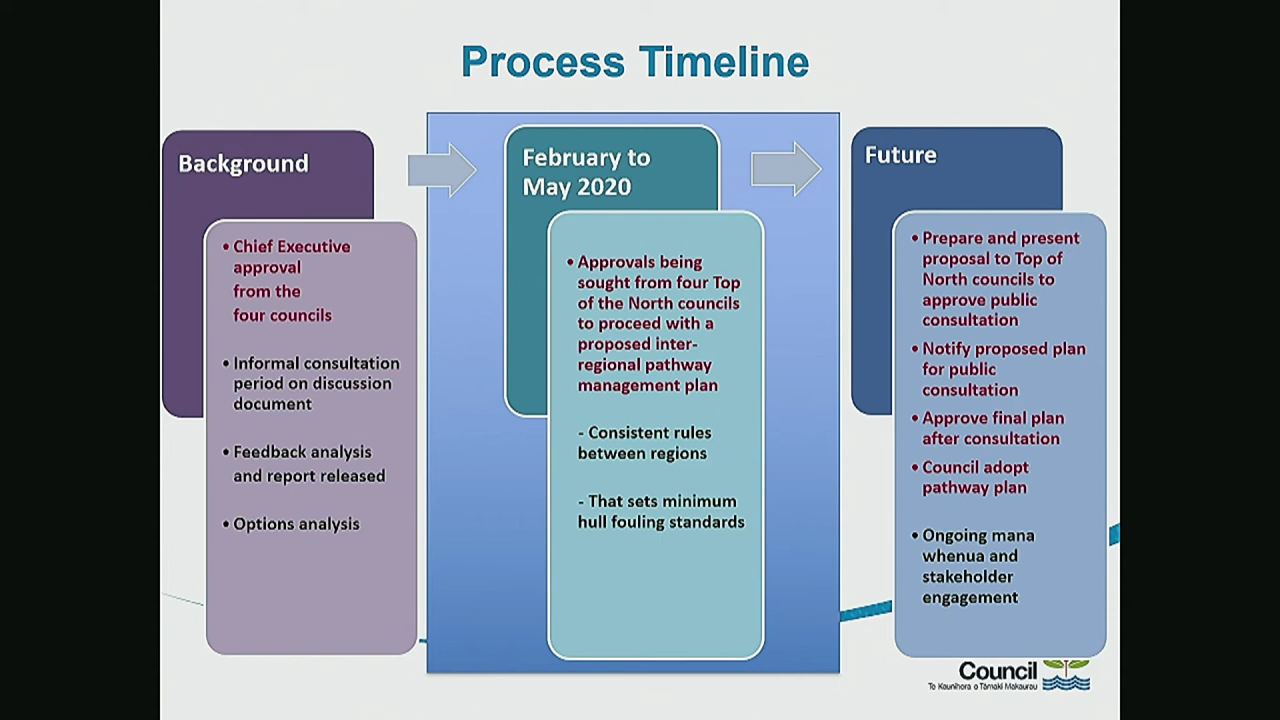 Process Timeline
Background
• Chief Executive
approval
from the
four councils
• Informal consultation
period on discussion
document
• Feedback analysis
and report released
• Options analysis
February to
May 2020
• Approvals being
sought from four Top
of the North councils
to proceed with a
proposed inter-
regional pathway
management plan
- Consistent rules
between regions
- That sets minimum
hull fouling standards
Future
• Prepare and present
proposal to Top of
North councils to
approve public
consultation
• Notify proposed plan
for public
consultation
• Approve final plan
after consultation
• Council adopt
pathway plan
• Ongoing mana
whenua and
stakeholder
engagement
Council
Te Kaunihera o Tāmaki Makaurau